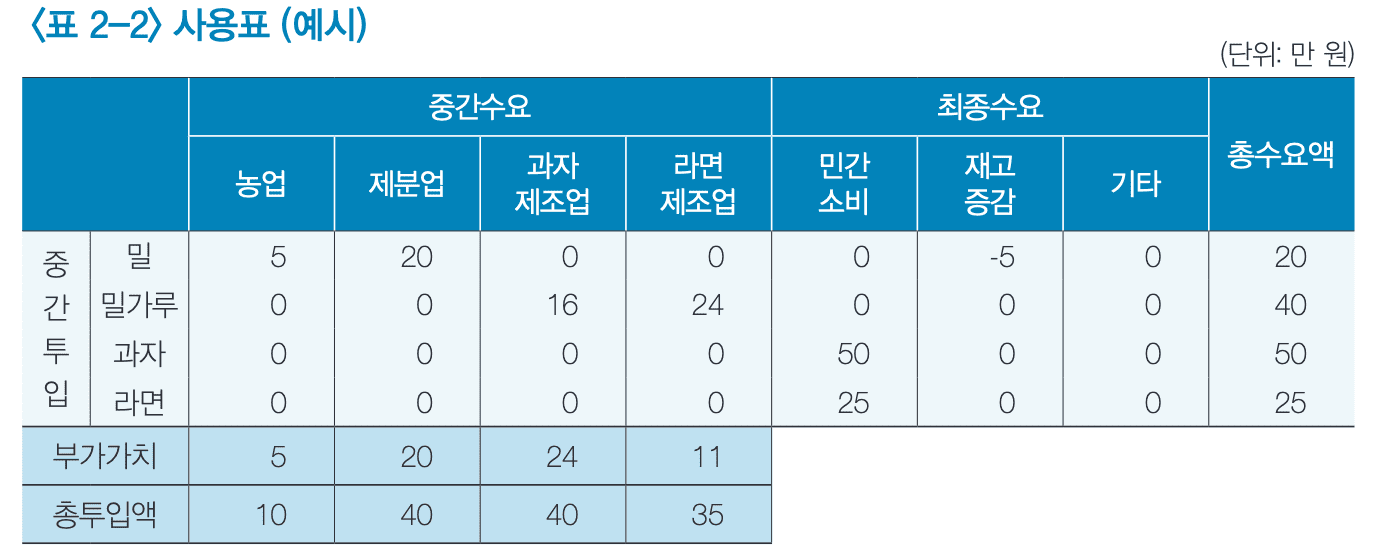 〈표 2-2〉 사용표 (예시)
(단위: 만 원)
중간수요 최종수요 총수요액
농업 제분업 과자 제조업 라면 제조업 민간 소비 재고 증감 기타
중간투입
밀 5 20 0 0 0 -5 0 20
밀가루 0 0 16 24 0 0 0 40
과자 0 0 0 0 50 0 0 50
라면 0 0 0 0 25 0 0 25
부가가치 5 20 24 11
총투입액 10 40 40 35